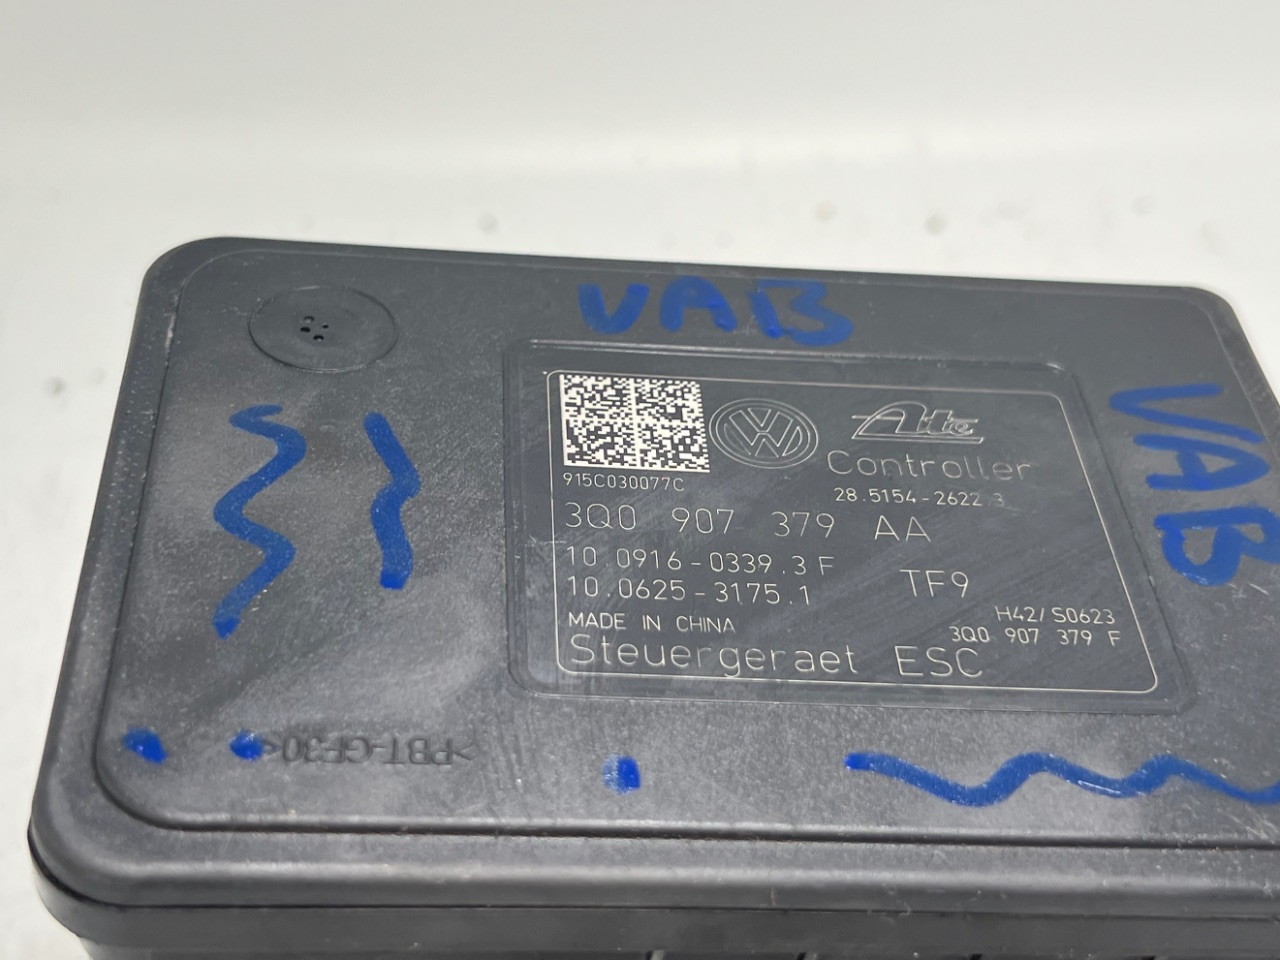 VAB
VAB
Ate
Controller
915C030077C
28.5154-2622 3
3Q0 907 379 AA
10.0916-0339.3 F
TF9
10.0625-3175.1
H42/S0623
MADE IN CHINA
3Q0 907 379 F
Steuergeraet ESC
>PBT-GF30<